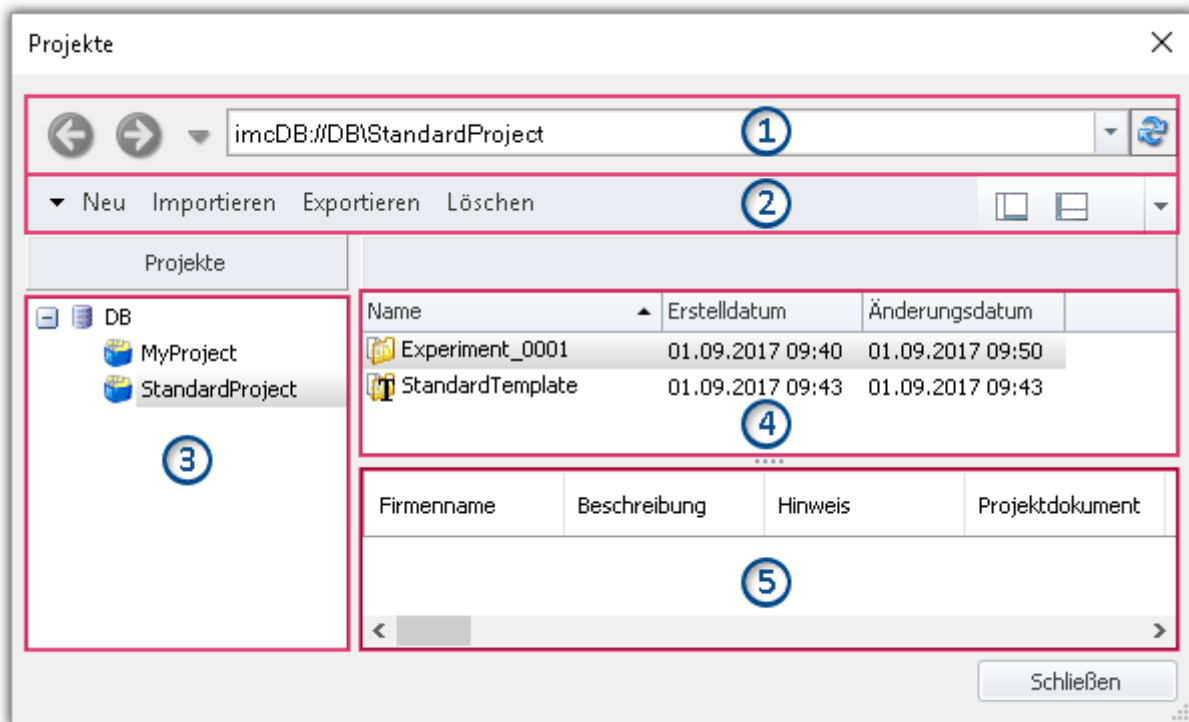 Projekte
imcDB://DB\StandardProject
1
Neu Importieren Exportieren Löschen
2
Projekte
DB
MyProject
StandardProject
3
Name Erstelldatum Änderungsdatum
Experiment_0001 01.09.2017 09:40 01.09.2017 09:50
StandardTemplate 01.09.2017 09:43 01.09.2017 09:43
4
Firmenname Beschreibung Hinweis Projektdokument
5
Schließen